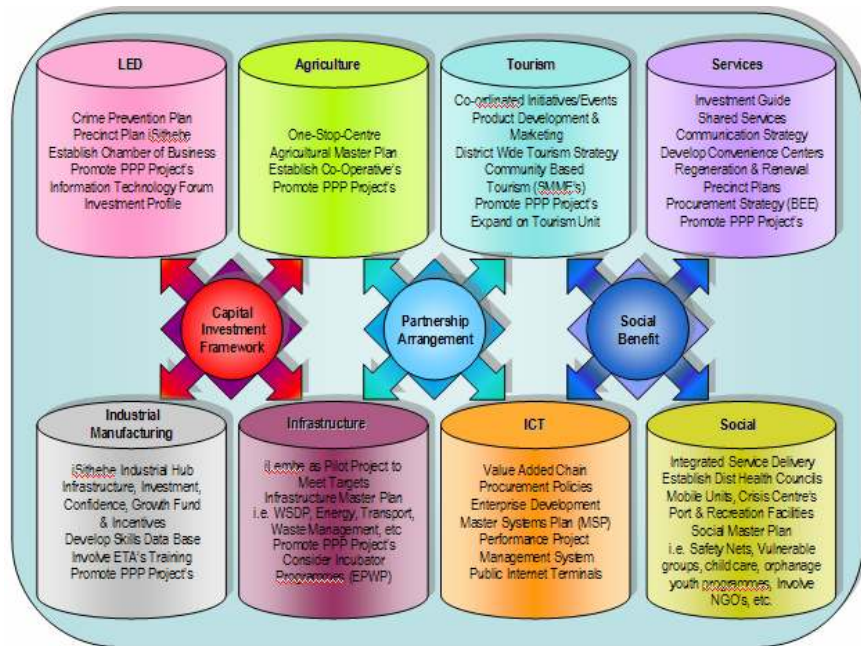 LED
Crime Prevention Plan
Precinct Plan iSithebe
Establish Chamber of Business
Promote PPP Project's
Information Technology Forum
Investment Profile
Agriculture
One-Stop-Centre
Agricultural Master Plan
Establish Co-Operative's
Promote PPP Project's
Tourism
Co-ordinated Initiatives/Events
Product Development &
Marketing
District Wide Tourism Strategy
Community Based
Tourism (SMME's)
Promote PPP Project's
Expand on Tourism Unit
Services
Investment Guide
Shared Services
Communication Strategy
Develop Convenience Centers
Regeneration & Renewal
Precinct Plans
Procurement Strategy (BEE)
Promote PPP Project's
Capital
Investment
Framework
Partnership
Arrangement
Social
Benefit
Industrial
Manufacturing
iSithebe Industrial Hub
Infrastructure, Investment,
Confidence, Growth Fund
& Incentives
Develop Skills Data Base
Involve ETA's Training
Promote PPP Project's
Infrastructure
iLembe as Pilot Project to
Meet Targets
Infrastructure Master Plan
i.e. WSDP, Energy, Transport,
Waste Management, etc
Promote PPP Project's
Consider Incubator
Programmes (EPWP)
ICT
Value Added Chain
Procurement Policies
Enterprise Development
Master Systems Plan (MSP)
Performance Project
Management System
Public Internet Terminals
Social
Integrated Service Delivery
Establish Dist Health Councils
Mobile Units, Crisis Centre's
Port & Recreation Facilities
Social Master Plan
i.e. Safety Nets, Vulnerable
groups, child care, orphanage
youth programmes, Involve
NGO's, etc.